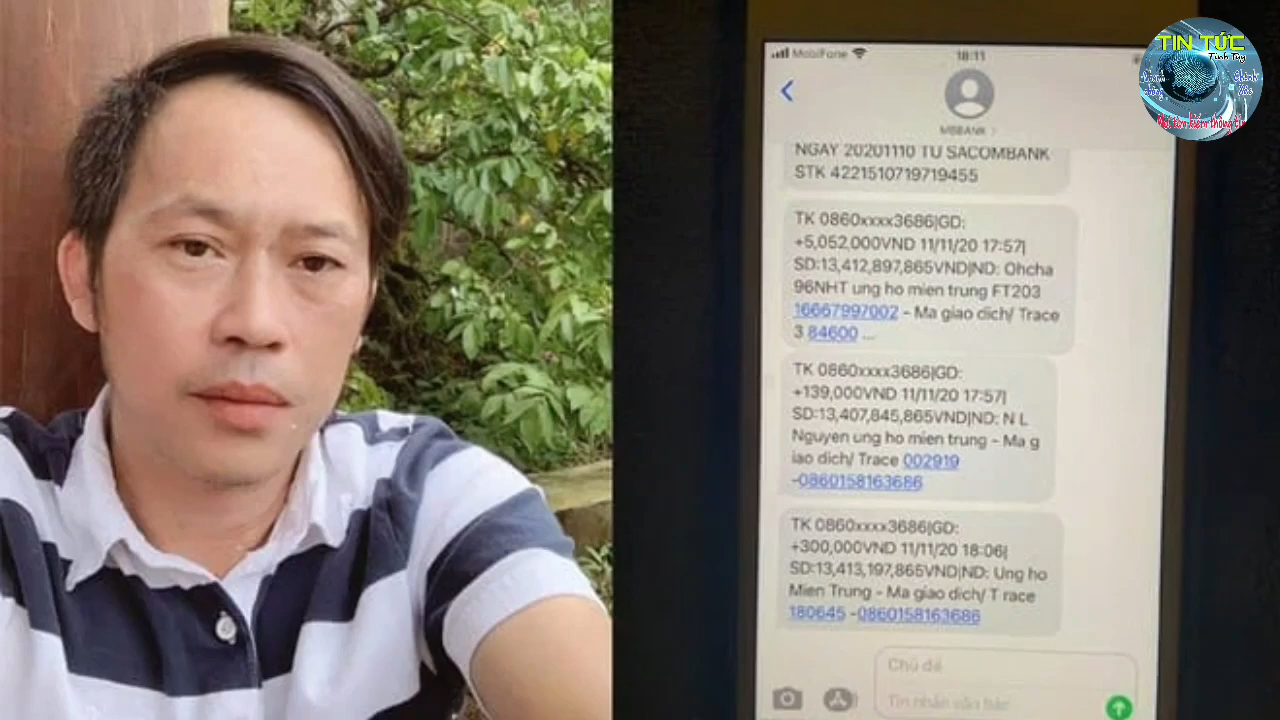 TIN TỨC
MobiFone
18:11
MBBANK
NGAY 20201110 TU SACOMBANK
STK 4221510719719455
TK 0860xxxx3686|GD:
+5,052,000VND 11/11/20 17:57|
SD:13,412,897,865VND|ND: Ohcha
96NHT ung ho mien trung FT203
16667997002 - Ma giao dich/ Trace
3 84600 ...
TK 0860xxxx3686|GD:
+139,000VND 11/11/20 17:57|
SD:13,407,845,865VND|ND: N L
Nguyen ung ho mien trung - Ma g
iao dich/ Trace 002919
-0860158163686
TK 0860xxxx3686|GD:
+300,000VND 11/11/20 18:06|
SD:13,413,197,865VND|ND: Ung ho
Mien Trung - Ma giao dich/ T race
180645 -0860158163686
Chủ đề
Tin nhắn văn bản